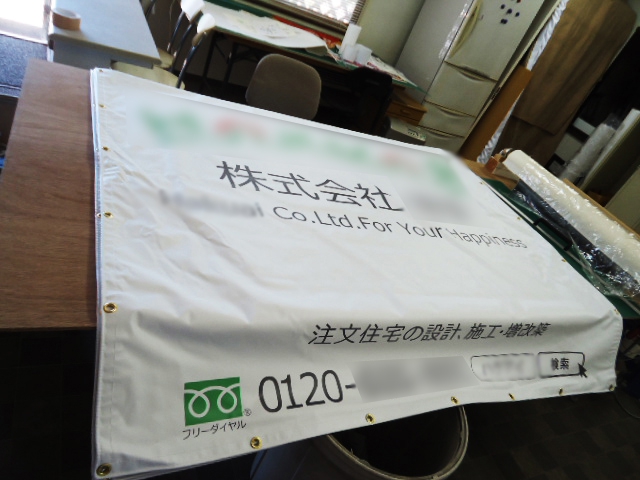 株式会社
Co.Ltd.For Your Happiness
注文住宅の設計、施工・増改築
フリーダイヤル
® 0120-
検索